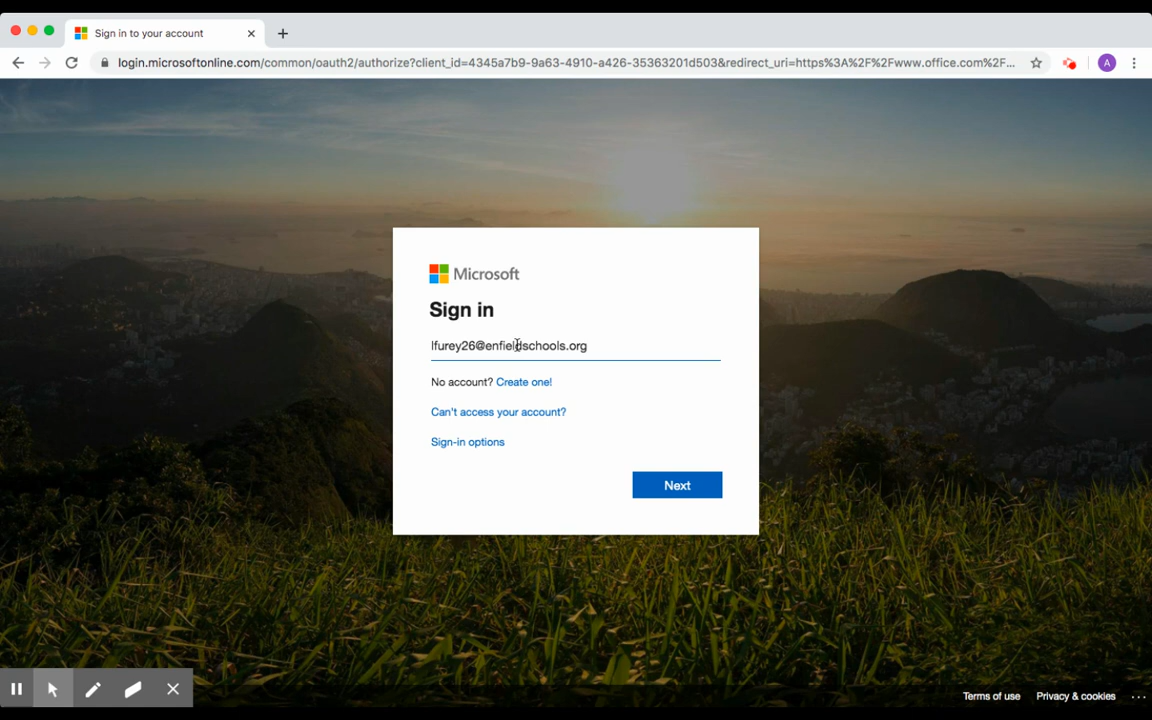 Sign in to your account
login.microsoftonline.com/common/oauth2/authorize?client_id=4345a7b9-9a63-4910-a426-35363201d503&redirect_uri=https%3A%2F%2Fwww.office.com%2F...
A
Microsoft
Sign in
lfurey26@enfieldschools.org
No account? Create one!
Can't access your account?
Sign-in options
Next
Terms of use
Privacy & cookies
...